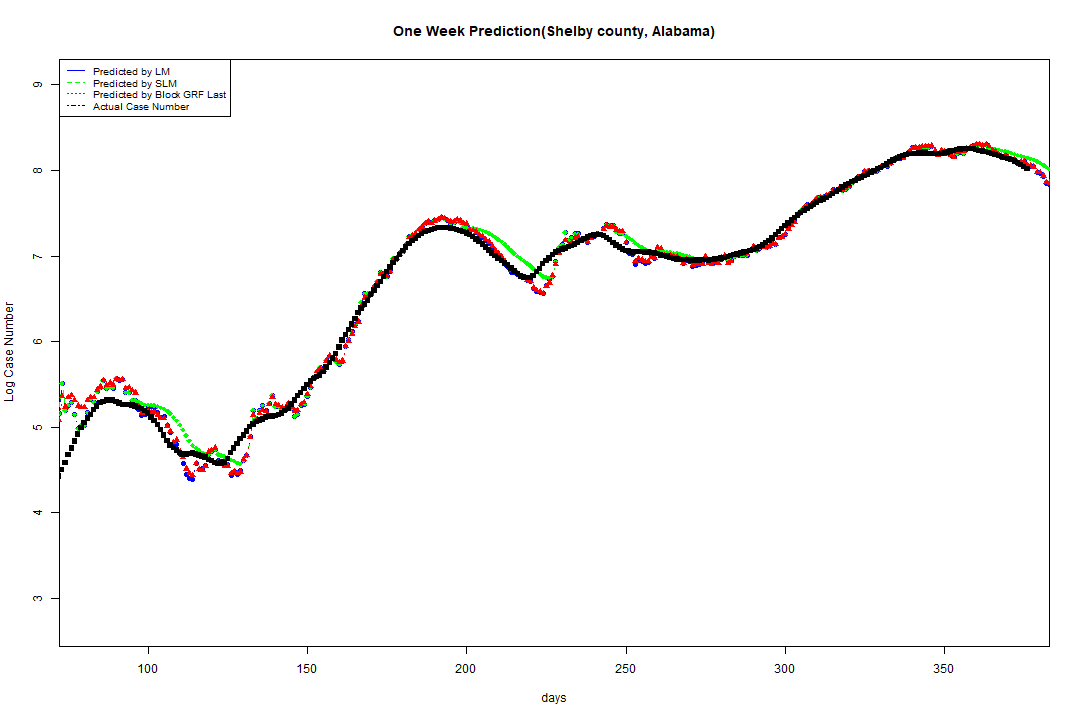 One Week Prediction(Shelby county, Alabama)
Predicted by LM
Predicted by SLM
Predicted by Block GRF Last
Actual Case Number
9
8
7
6
5
4
3
Log Case Number
100 150 200 250 300 350
days